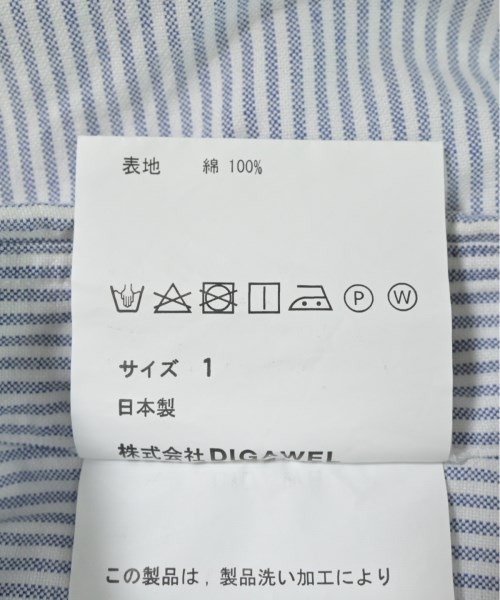 表地 綿 100%
P W
サイズ 1
日本製
株式会社DIGAWEL
この製品は, 製品洗い加工により